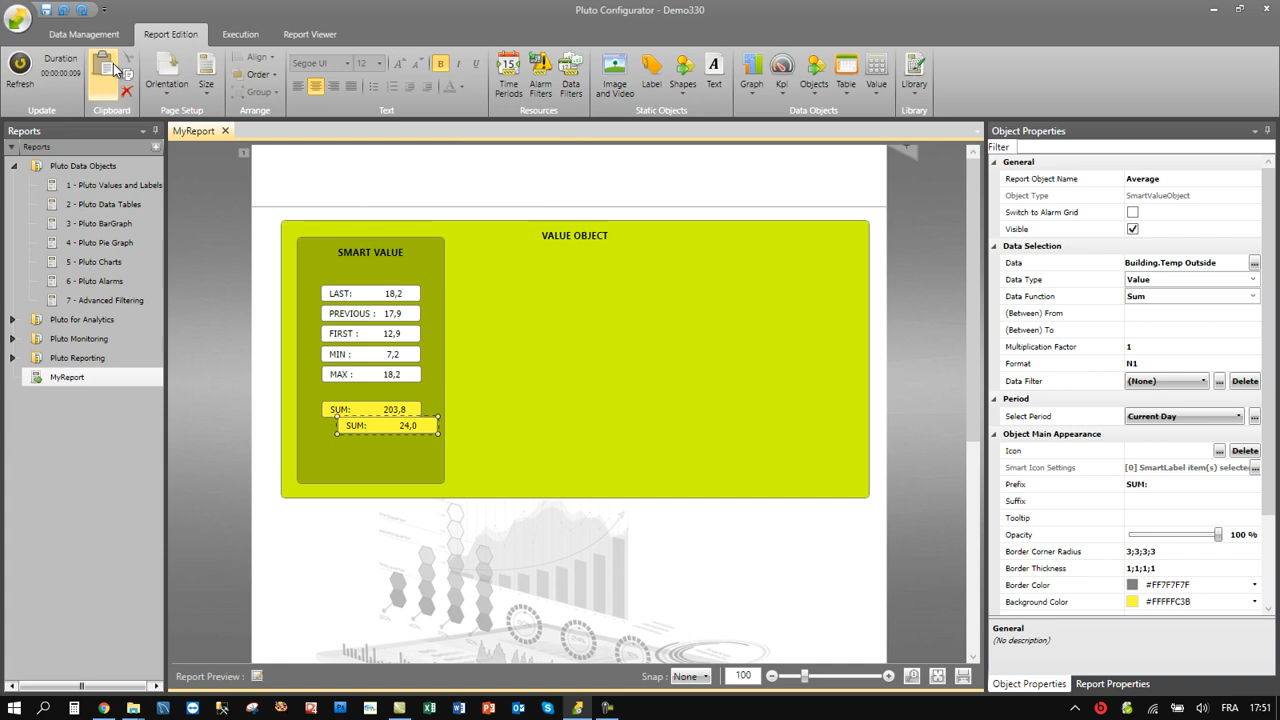 Pluto Configurator - Demo330
Data Management
Report Edition
Execution
Report Viewer
Refresh
Duration
00:00:00.009
Update
Clipboard
Orientation
Size
Page Setup
Align
Order
Group
Arrange
Segoe UI
12
B
I
U
Text
Time Periods
Alarm Filters
Data Filters
Resources
Image and Video
Label
Shapes
Text
Static Objects
Graph
Kpi
Objects
Table
Value
Data Objects
Library
Library
Reports
Reports
Pluto Data Objects
1 - Pluto Values and Labels
2 - Pluto Data Tables
3 - Pluto BarGraph
4 - Pluto Pie Graph
5 - Pluto Charts
6 - Pluto Alarms
7 - Advanced Filtering
Pluto for Analytics
Pluto Monitoring
Pluto Reporting
MyReport
MyReport
1
VALUE OBJECT
SMART VALUE
LAST: 18,2
PREVIOUS : 17,9
FIRST : 12,9
MIN : 7,2
MAX : 18,2
SUM: 203,8
SUM: 24,0
Report Preview :
Snap : None
100
Object Properties
Filter
General
Report Object Name Average
Object Type SmartValueObject
Switch to Alarm Grid
Visible
Data Selection
Data Building.Temp Outside ...
Data Type Value
Data Function Sum
(Between) From
(Between) To
Multiplication Factor 1
Format N1
Data Filter (None) ... Delete
Period
Select Period Current Day ...
Object Main Appearance
Icon ... Delete
Smart Icon Settings [0] SmartLabel item(s) selecte ...
Prefix SUM:
Suffix
Tooltip
Opacity 100 %
Border Corner Radius 3;3;3;3
Border Thickness 1;1;1;1
Border Color #FF7F7F7F
Background Color #FFFFFC3B
General
(No description)
Object Properties
Report Properties
FRA
17:51